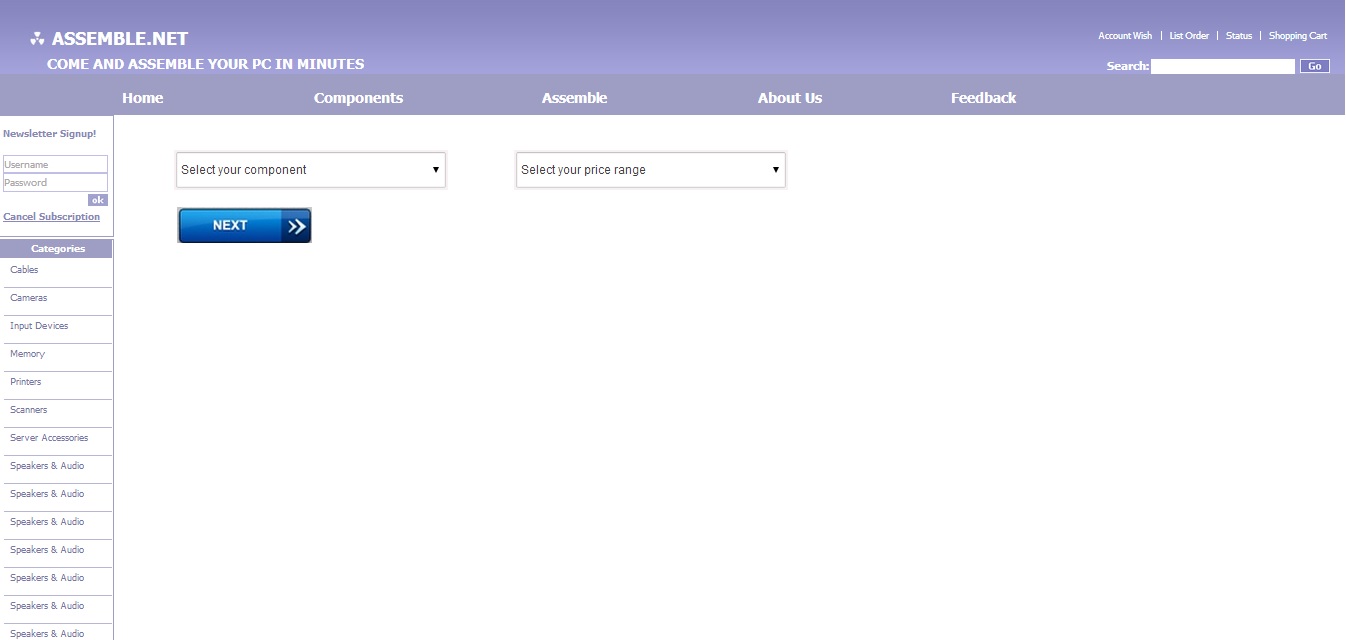 ASSEMBLE.NET
COME AND ASSEMBLE YOUR PC IN MINUTES
Account Wish | List Order | Status | Shopping Cart
Search: Go
Home Components Assemble About Us Feedback
Newsletter Signup!
Username
Password
ok
Cancel Subscription
Categories
Cables
Cameras
Input Devices
Memory
Printers
Scanners
Server Accessories
Speakers & Audio
Speakers & Audio
Speakers & Audio
Speakers & Audio
Speakers & Audio
Speakers & Audio
Speakers & Audio
Select your component Select your price range
NEXT